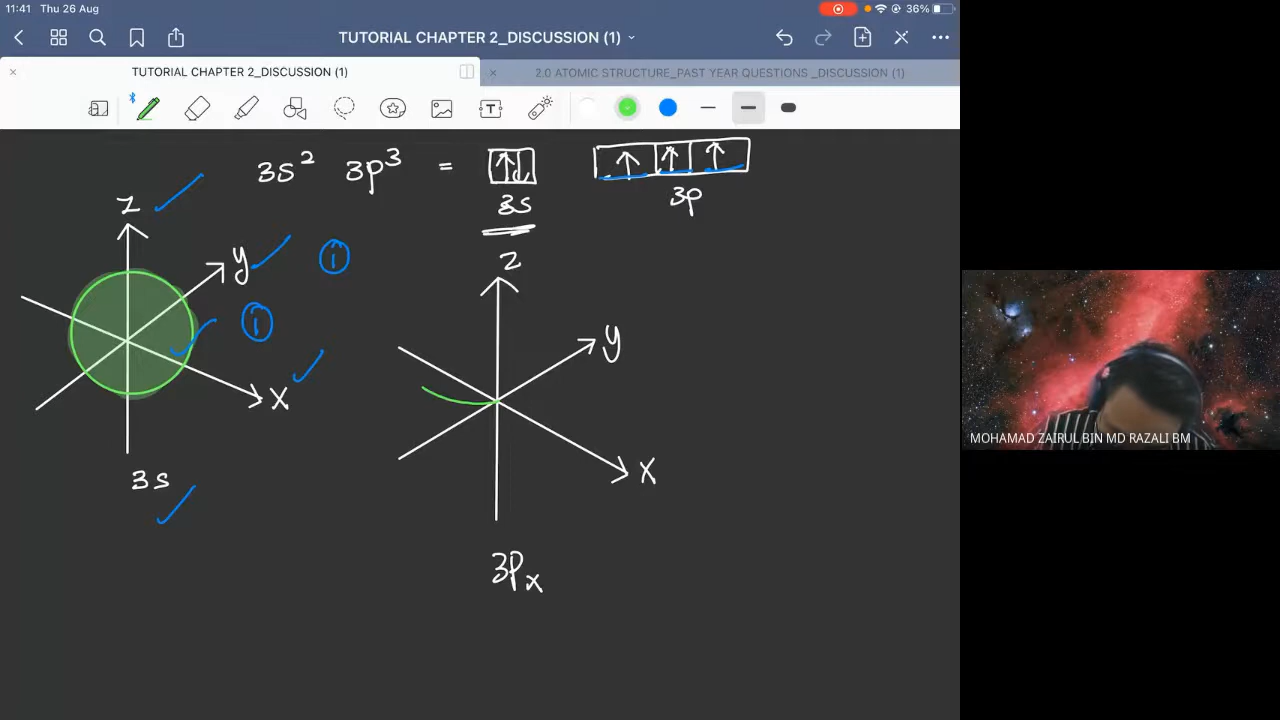 11:41 Thu 26 Aug
36%
TUTORIAL CHAPTER 2_DISCUSSION (1)
TUTORIAL CHAPTER 2_DISCUSSION (1)
2.0 ATOMIC STRUCTURE_PAST YEAR QUESTIONS _DISCUSSION (1)
T
3s² 3p³ = ↑↓ ↑ ↑ ↑
3s 3p
z
y
1
1
x
3s
z
y
x
3Px
MOHAMAD ZAIRUL BIN MD RAZALI BM